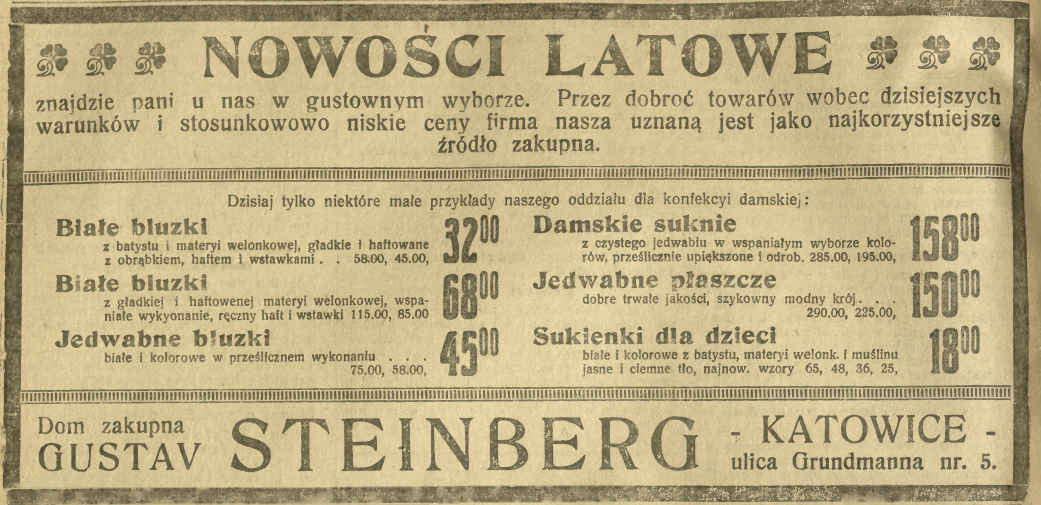 NOWOŚCI LATOWE
znajdzie pani u nas w gustownym wyborze. Przez dobroć towarów wobec dzisiejszych
warunków i stosunkowowo niskie ceny firma nasza uznaną jest jako najkorzystniejsze
źródło zakupna.
Dzisiaj tylko niektóre małe przykłady naszego oddziału dla konfekcyi damskiej:
Białe bluzki
z batystu i materyi welonkowej, gładkie i haftowane
z obrąbkiem, haftem i wstawkami . . 58.00, 45.00, 32⁰⁰
Białe bluzki
z gładkiej i haftowenej materyi welonkowej, wspa-
niałe wykyonanie, ręczny haft i wstawki 115.00, 85.00 68⁰⁰
Jedwabne bluzki
białe i kolorowe w prześlicznem wykonaniu . . .
75.00, 58.00, 45⁰⁰
Damskie suknie
z czystego jedwabiu w wspaniałym wyborze kolo-
rów, prześlicznie upiększone i odrob. 285.00, 195.00, 158⁰⁰
Jedwabne płaszcze
dobre trwałe jakości, szykowny modny krój . . .
290.00, 225.00, 150⁰⁰
Sukienki dla dzieci
białe i kolorowe z batystu, materyi welonk. i muślinu
jasne i ciemne tło, najnow. wzory 65, 48, 36, 25, 18⁰⁰
Dom zakupna
GUSTAV STEINBERG - KATOWICE -
ulica Grundmanna nr. 5.